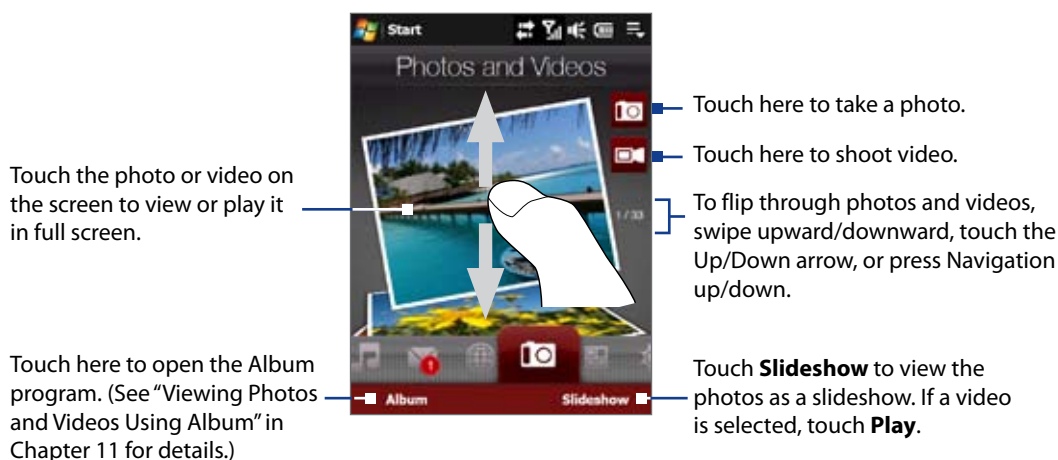 Start
Photos and Videos
Touch here to take a photo.
Touch here to shoot video.
Touch the photo or video on
the screen to view or play it
in full screen.
1 / 33
To flip through photos and videos,
swipe upward/downward, touch the
Up/Down arrow, or press Navigation
up/down.
1
Touch here to open the Album
program. (See “Viewing Photos
and Videos Using Album” in
Chapter 11 for details.)
Album
Slideshow
Touch Slideshow to view the
photos as a slideshow. If a video
is selected, touch Play.